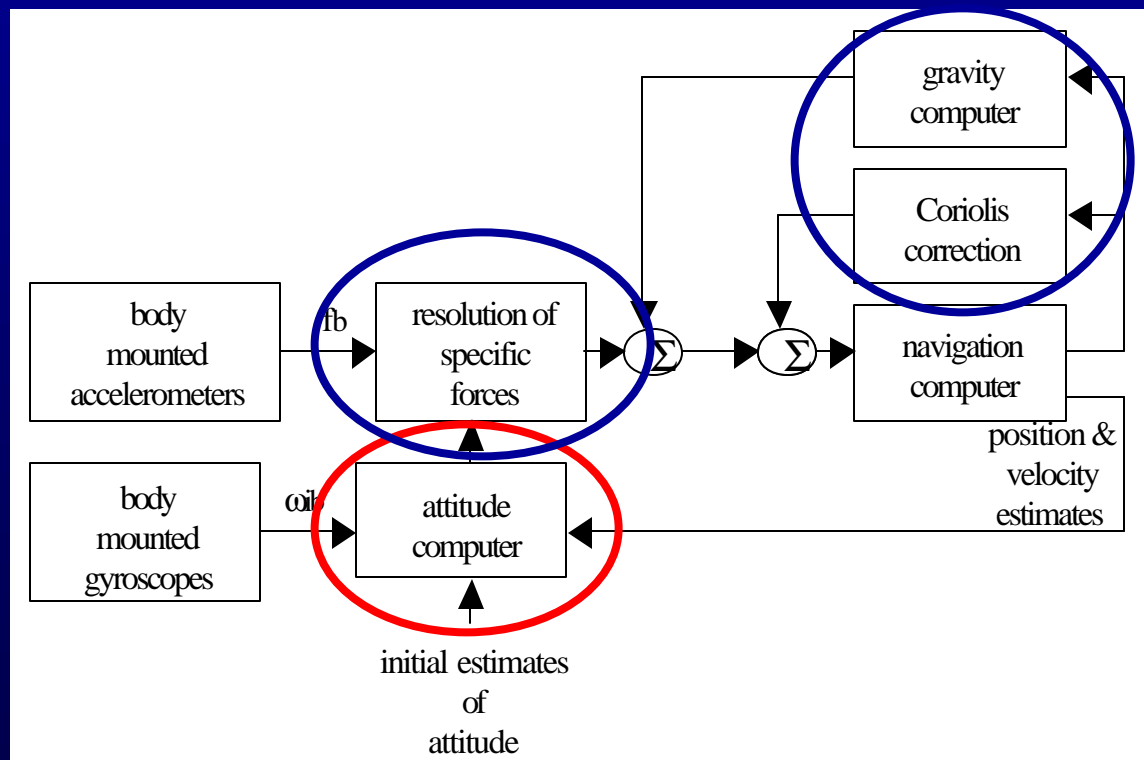 gravity
computer
Coriolis
correction
body
mounted
accelerometers
fb
resolution of
specific
forces
Σ
Σ
navigation
computer
position &
velocity
estimates
body
mounted
gyroscopes
ωib
attitude
computer
initial estimates
of
attitude